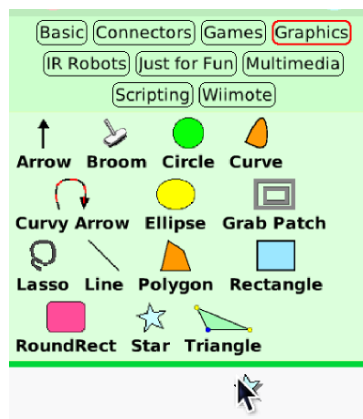 Basic Connectors Games Graphics
IR Robots Just for Fun Multimedia
Scripting Wiimote
Arrow Broom Circle Curve
Curvy Arrow Ellipse Grab Patch
Lasso Line Polygon Rectangle
RoundRect Star Triangle